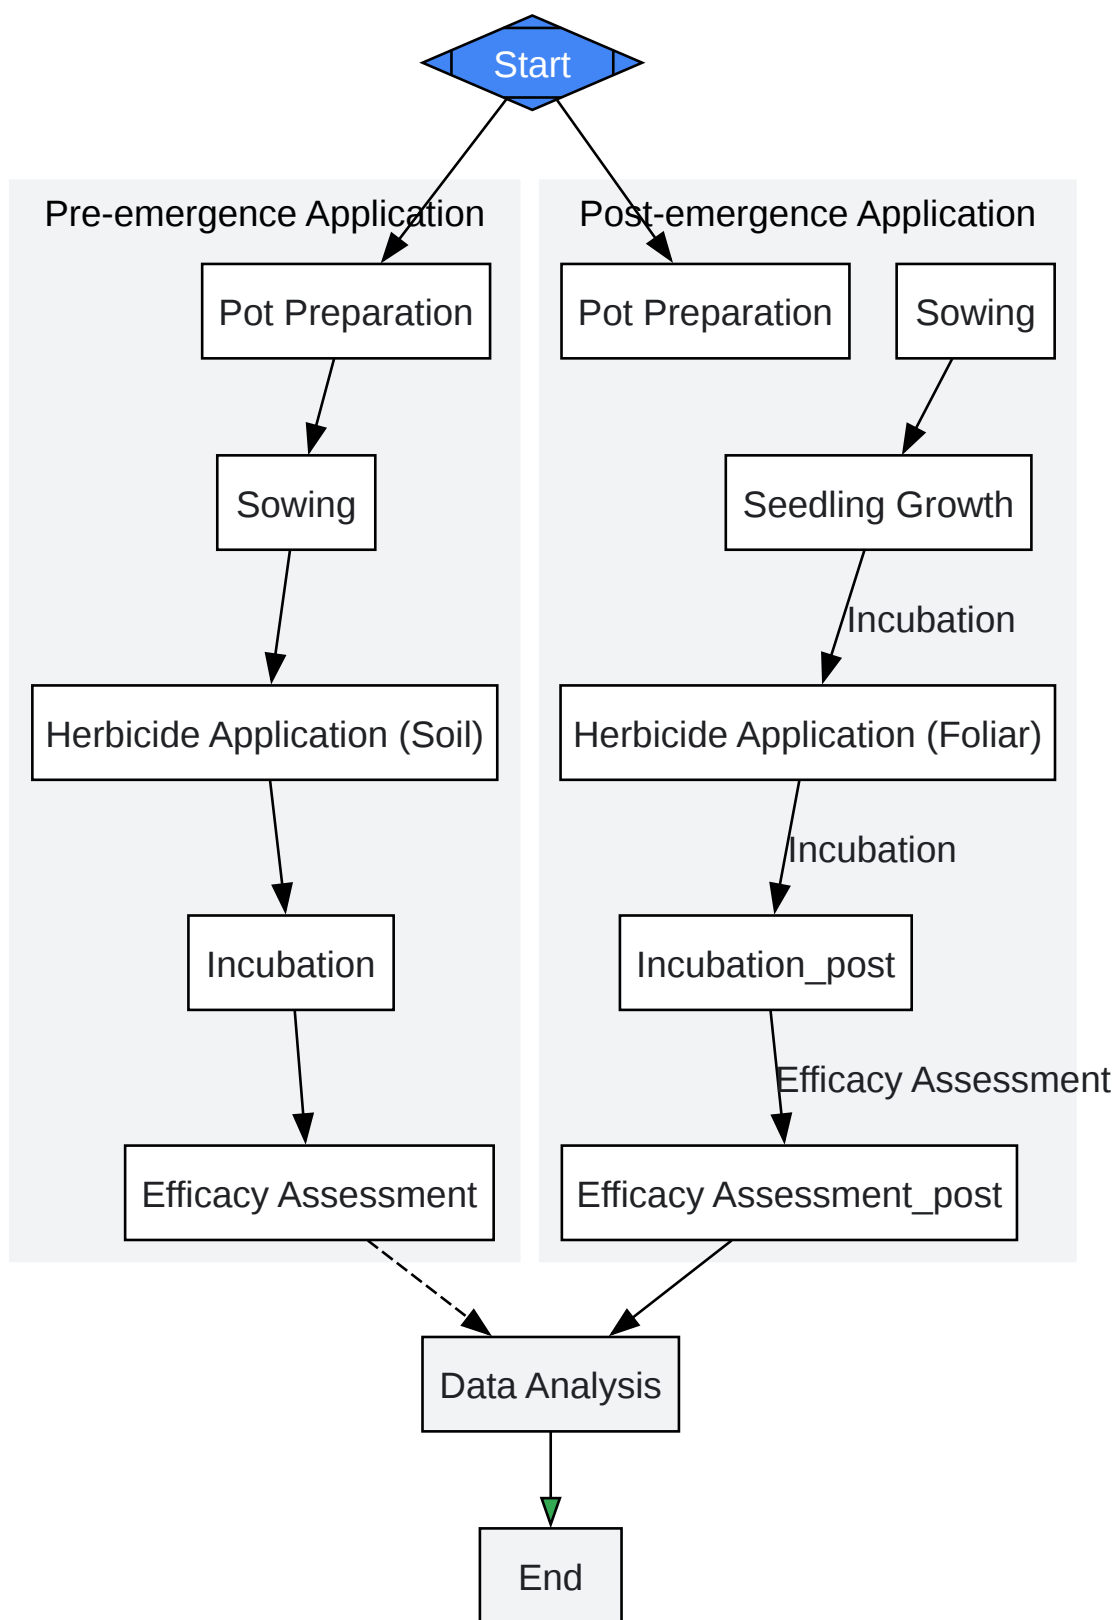 Start
Pre-emergence Application
Post-emergence Application
Pot Preparation
Pot Preparation
Sowing
Sowing
Seedling Growth
Incubation
Herbicide Application (Soil)
Herbicide Application (Foliar)
Incubation
Incubation
Incubation_post
Efficacy Assessment
Efficacy Assessment
Efficacy Assessment_post
Data Analysis
End